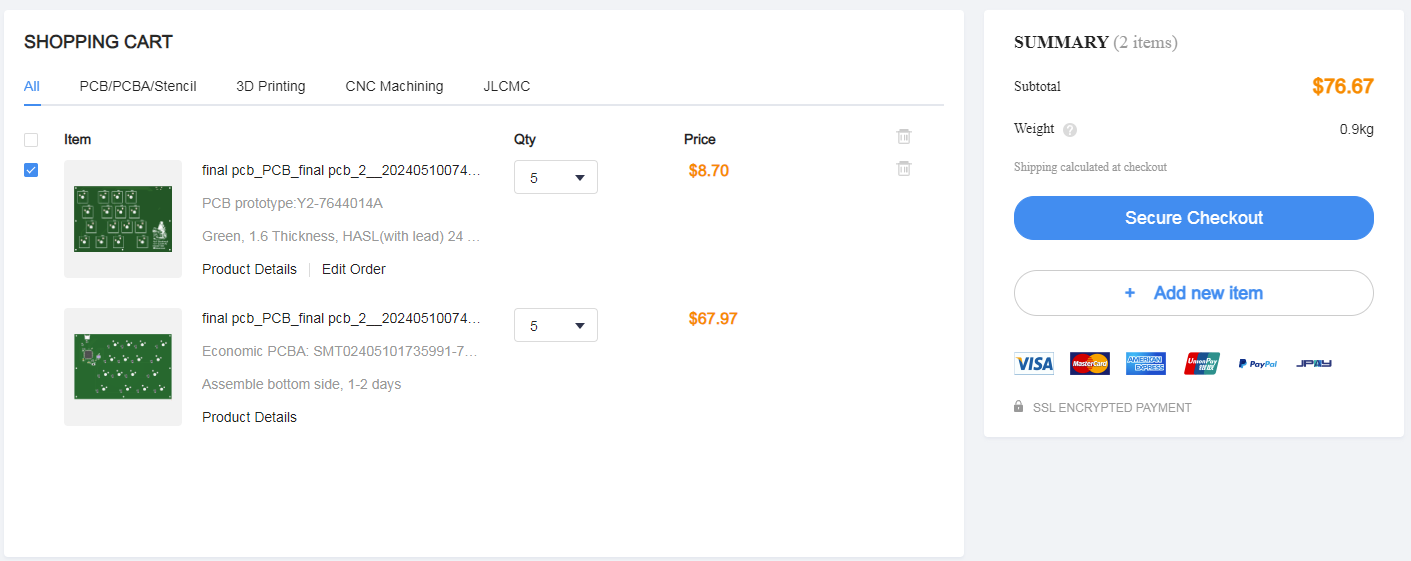 SHOPPING CART
All PCB/PCBA/Stencil 3D Printing CNC Machining JLCMC
Item Qty Price
final pcb_PCB_final pcb_2__20240510074... 5 $8.70
PCB prototype:Y2-7644014A
Green, 1.6 Thickness, HASL(with lead) 24 ...
Product Details Edit Order
final pcb_PCB_final pcb_2__20240510074... 5 $67.97
Economic PCBA: SMT02405101735991-7...
Assemble bottom side, 1-2 days
Product Details
SUMMARY (2 items)
Subtotal $76.67
Weight ? 0.9kg
Shipping calculated at checkout
Secure Checkout
+ Add new item
VISA MasterCard AMERICAN EXPRESS UnionPay PayPal JPAY
SSL ENCRYPTED PAYMENT